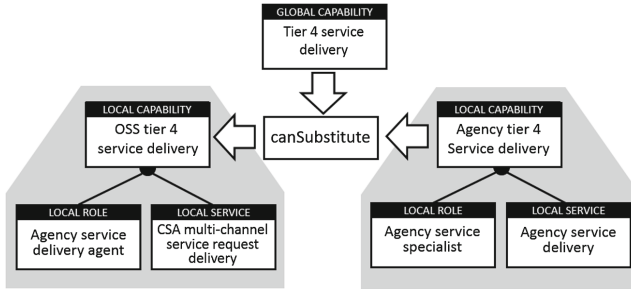 GLOBAL CAPABILITY
Tier 4 service
delivery
LOCAL CAPABILITY
OSS tier 4
service delivery
canSubstitute
LOCAL CAPABILITY
Agency tier 4
Service delivery
LOCAL ROLE
Agency service
delivery agent
LOCAL SERVICE
CSA multi-channel
service request
delivery
LOCAL ROLE
Agency service
specialist
LOCAL SERVICE
Agency service
delivery